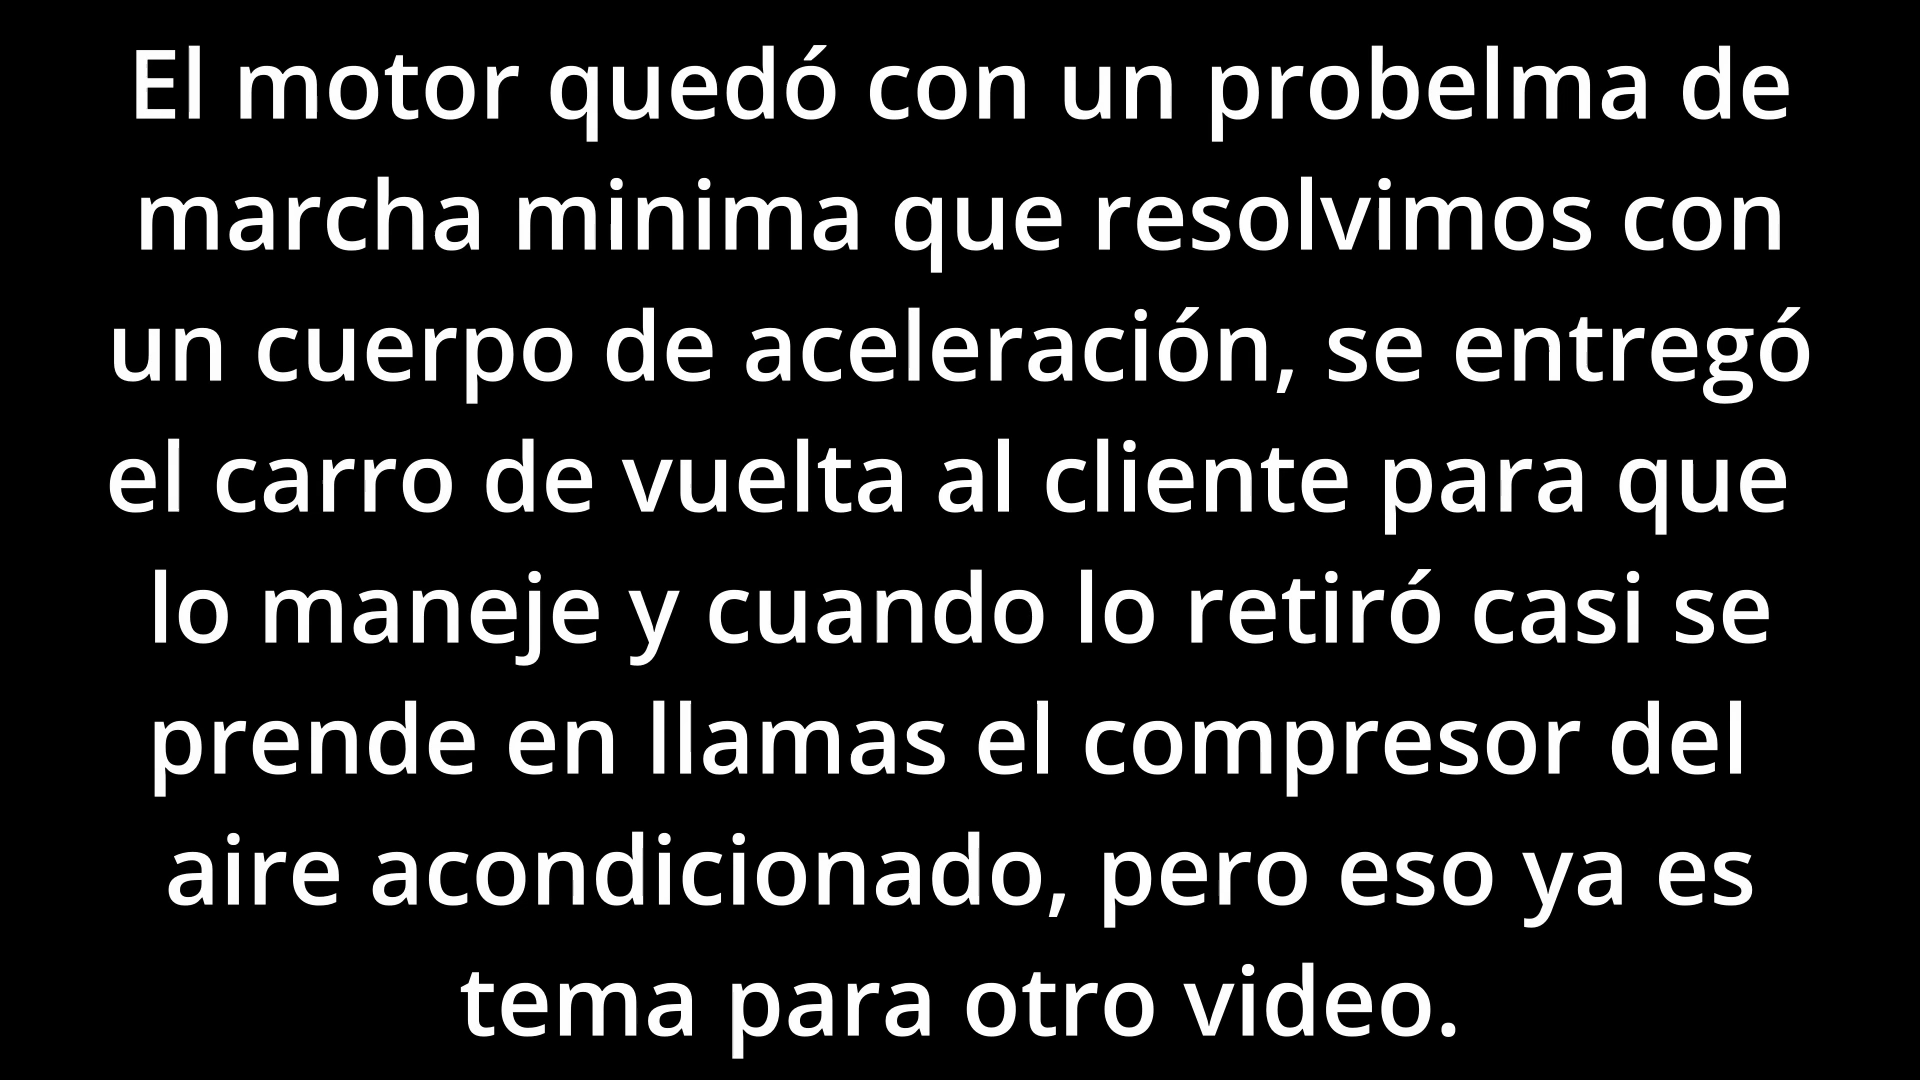 El motor quedó con un probelma de
marcha minima que resolvimos con
un cuerpo de aceleración, se entregó
el carro de vuelta al cliente para que
lo maneje y cuando lo retiró casi se
prende en llamas el compresor del
aire acondicionado, pero eso ya es
tema para otro video.